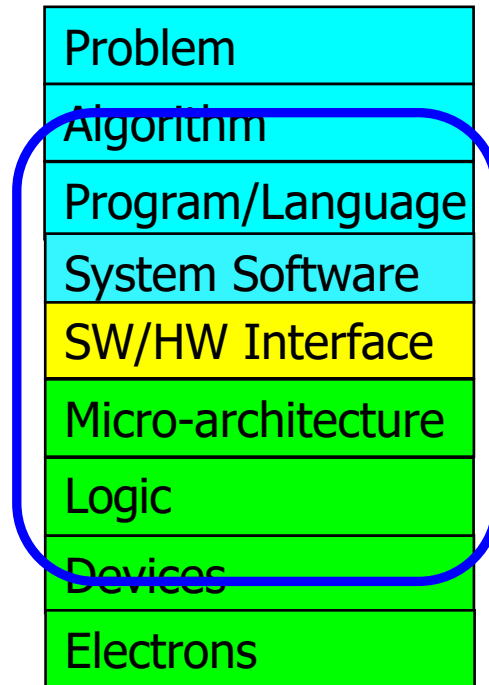 Problem
Algorithm
Program/Language
System Software
SW/HW Interface
Micro-architecture
Logic
Devices
Electrons